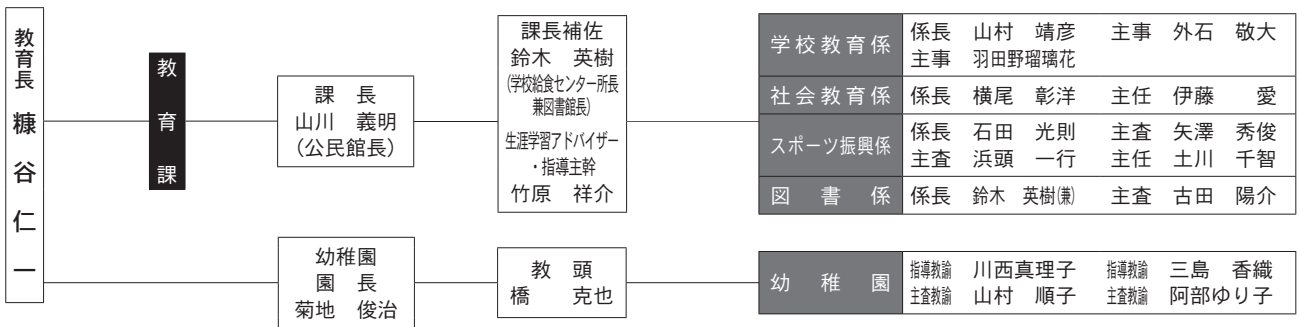 教育長 糠谷仁一
教育課
課　長
山川　義明
(公民館長)
課長補佐
鈴木　英樹
(学校給食センター所長
兼図書館長)
生涯学習アドバイザー
・指導主幹
竹原　祥介
学校教育係 係長　山村　靖彦　主事　外石　敬大
主事　羽田野瑠璃花
社会教育係 係長　横尾　彰洋　主任　伊藤　愛
スポーツ振興係 係長　石田　光則　主査　矢澤　秀俊
主査　浜頭　一行　主任　土川　千智
図書係 係長　鈴木　英樹㈱兼　主査　古田　陽介
幼稚園
園　長
菊地　俊治
教　頭
橋　克也
幼稚園 指導教諭　川西真理子　指導教諭　三島　香織
主査教諭　山村　順子　主査教諭　阿部ゆり子